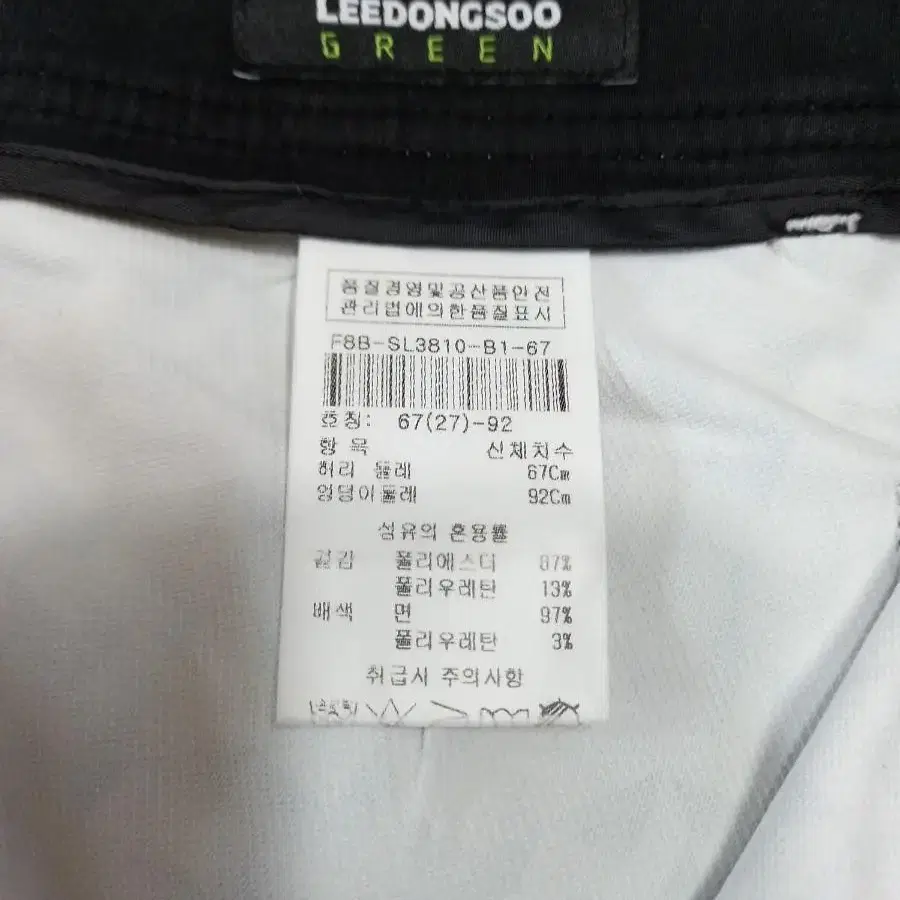 LEEDONGSOO
GREEN
품질경영및공산품안전
관리법에의한품질표시
F8B-SL3810-B1-67
호칭: 67(27)-92
항 목 신체치수
허리 둘레 67Cm
엉덩이둘레 92Cm
섬유의 혼용률
겉감 폴리에스터 87%
폴리우레탄 13%
배색 면 97%
폴리우레탄 3%
취급시 주의사항